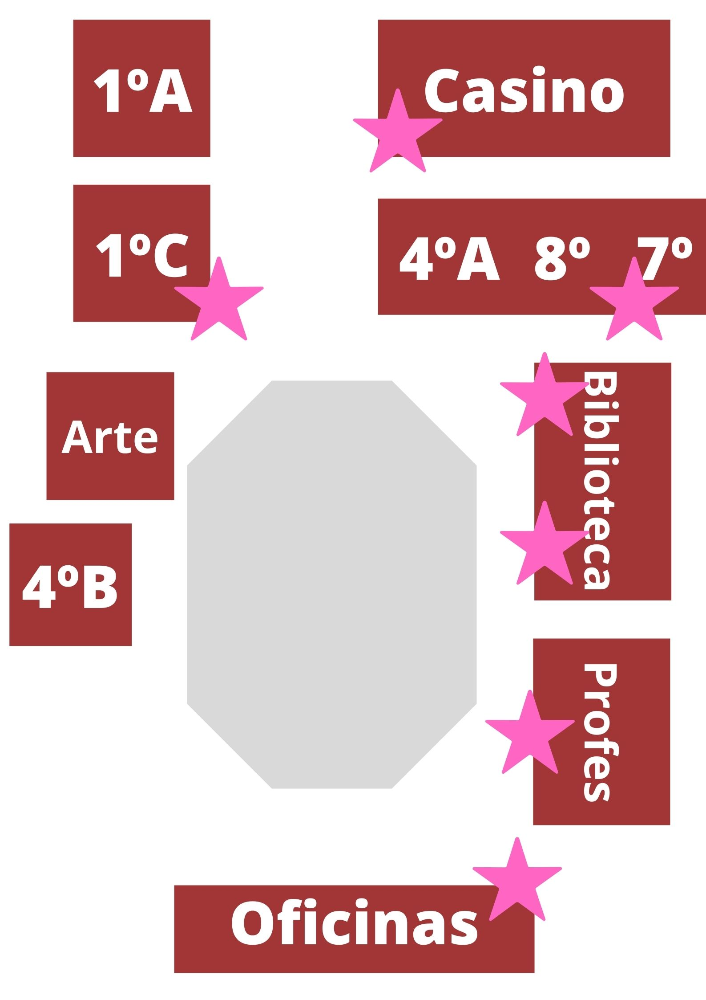 1ºA
Casino
1ºC
4ºA 8º 7º
Arte
Biblioteca
4ºB
Profes
Oficinas